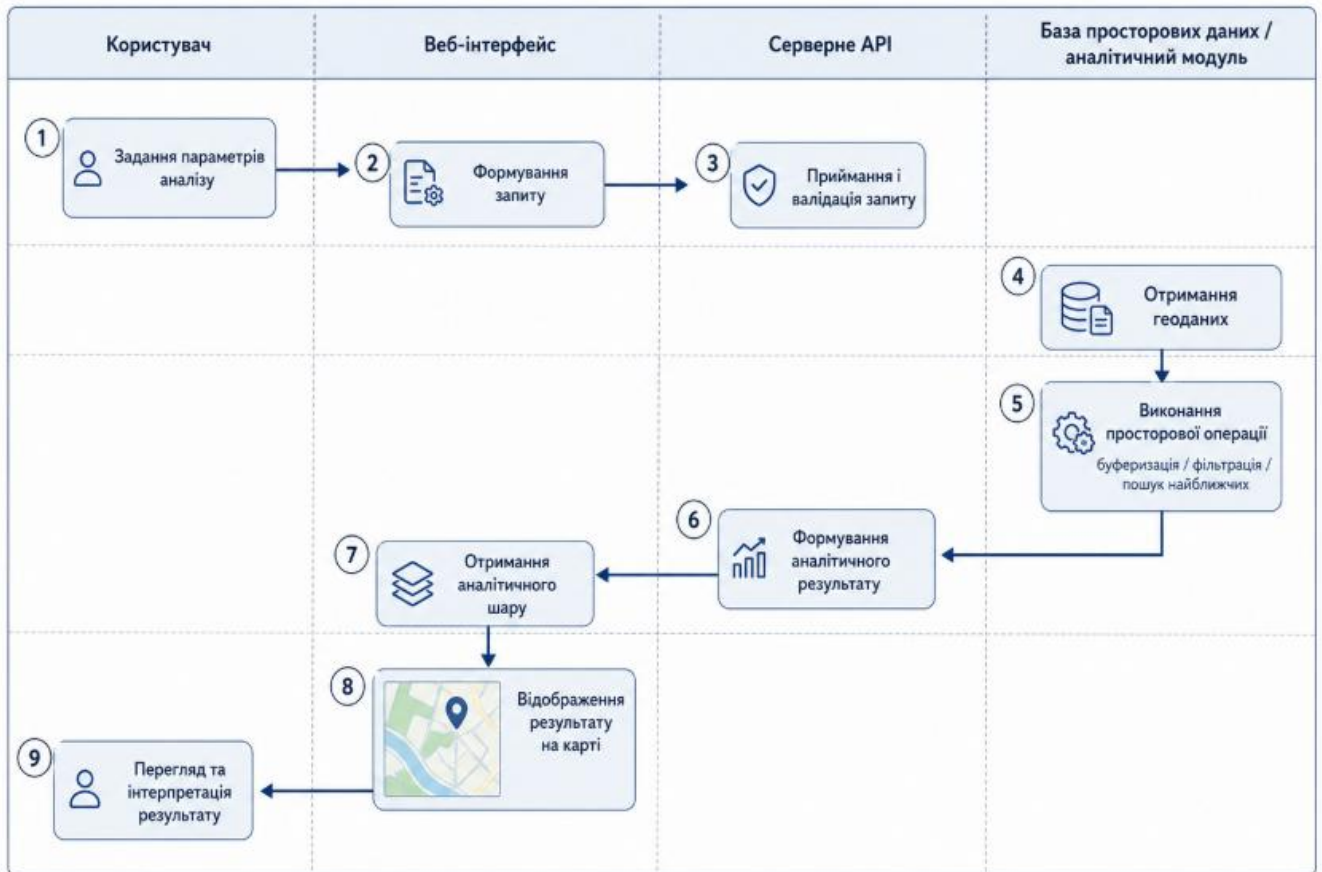 Користувач
Веб-інтерфейс
Серверне API
База просторових даних /
аналітичний модуль
1
Задання параметрів
аналізу
2
Формування
запиту
3
Приймання і
валідація запиту
4
Отримання
геоданих
5
Виконання
просторової операції
буферизація / фільтрація /
пошук найближчих
6
Формування
аналітичного
результату
7
Отримання
аналітичного
шару
8
Відображення
результату
на карті
9
Перегляд та
інтерпретація
результату